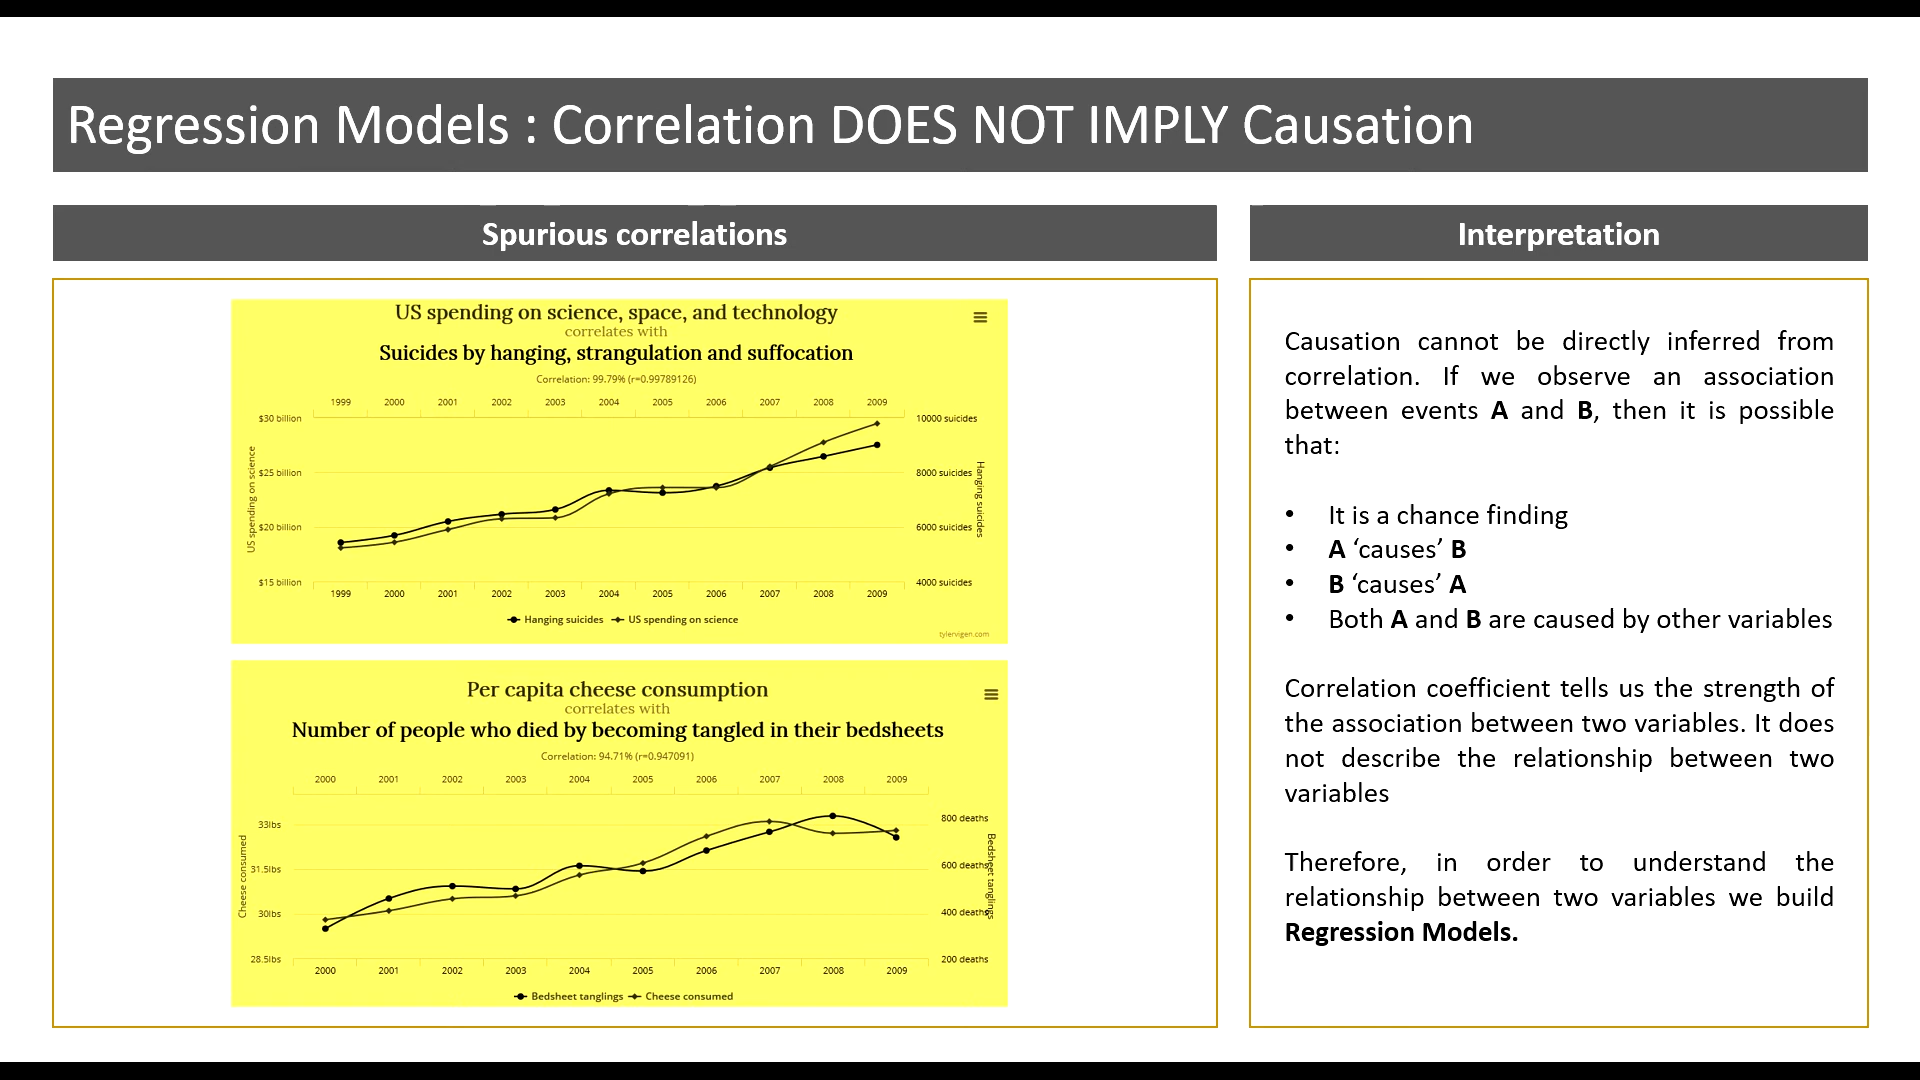 Regression Models : Correlation DOES NOT IMPLY Causation
Spurious correlations
US spending on science, space, and technology
correlates with
Suicides by hanging, strangulation and suffocation
Correlation: 99.79% (r=0.99789126)
1999 2000 2001 2002 2003 2004 2005 2006 2007 2008 2009
$30 billion
$25 billion
$20 billion
$15 billion
US spending on science
10000 suicides
8000 suicides
6000 suicides
4000 suicides
Hanging suicides
1999 2000 2001 2002 2003 2004 2005 2006 2007 2008 2009
Hanging suicides US spending on science
tylervigen.com
Per capita cheese consumption
correlates with
Number of people who died by becoming tangled in their bedsheets
Correlation: 94.71% (r=0.947091)
2000 2001 2002 2003 2004 2005 2006 2007 2008 2009
33lbs
31.5lbs
30lbs
28.5lbs
Cheese consumed
800 deaths
600 deaths
400 deaths
200 deaths
Bedsheet tanglings
2000 2001 2002 2003 2004 2005 2006 2007 2008 2009
Bedsheet tanglings Cheese consumed
Interpretation
Causation cannot be directly inferred from
correlation. If we observe an association
between events A and B, then it is possible
that:
• It is a chance finding
• A ‘causes’ B
• B ‘causes’ A
• Both A and B are caused by other variables
Correlation coefficient tells us the strength of
the association between two variables. It does
not describe the relationship between two
variables
Therefore, in order to understand the
relationship between two variables we build
Regression Models.